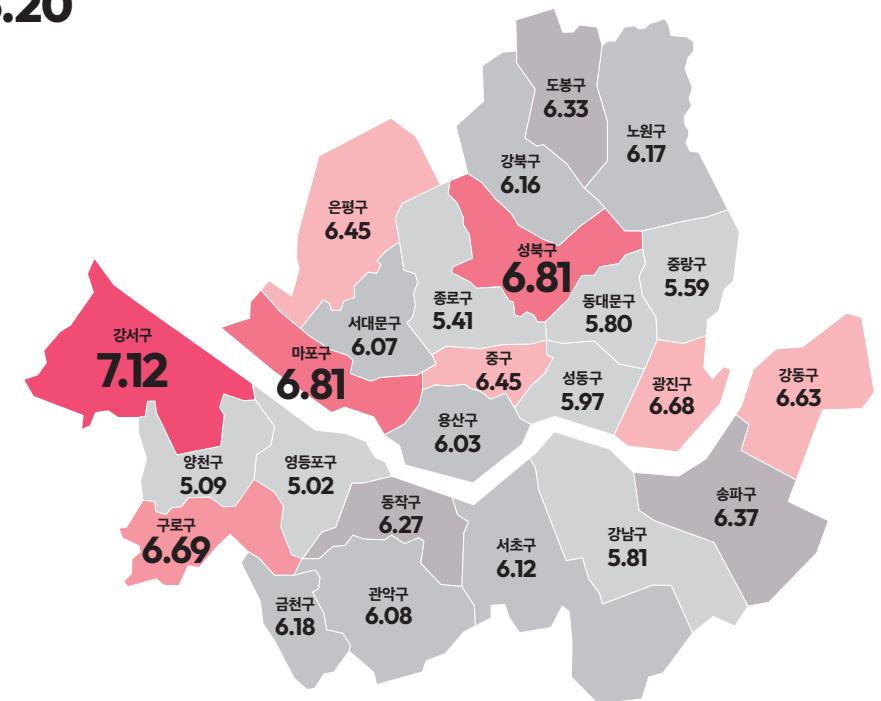 도봉구
6.33
노원구
6.17
강북구
6.16
은평구
6.45
성북구
6.81
중랑구
5.59
종로구
5.41
동대문구
5.80
서대문구
6.07
강서구
7.12
마포구
6.81
중구
6.45
성동구
5.97
광진구
6.68
강동구
6.63
용산구
6.03
양천구
5.09
영등포구
5.02
동작구
6.27
송파구
6.37
구로구
6.69
서초구
6.12
강남구
5.81
금천구
6.18
관악구
6.08